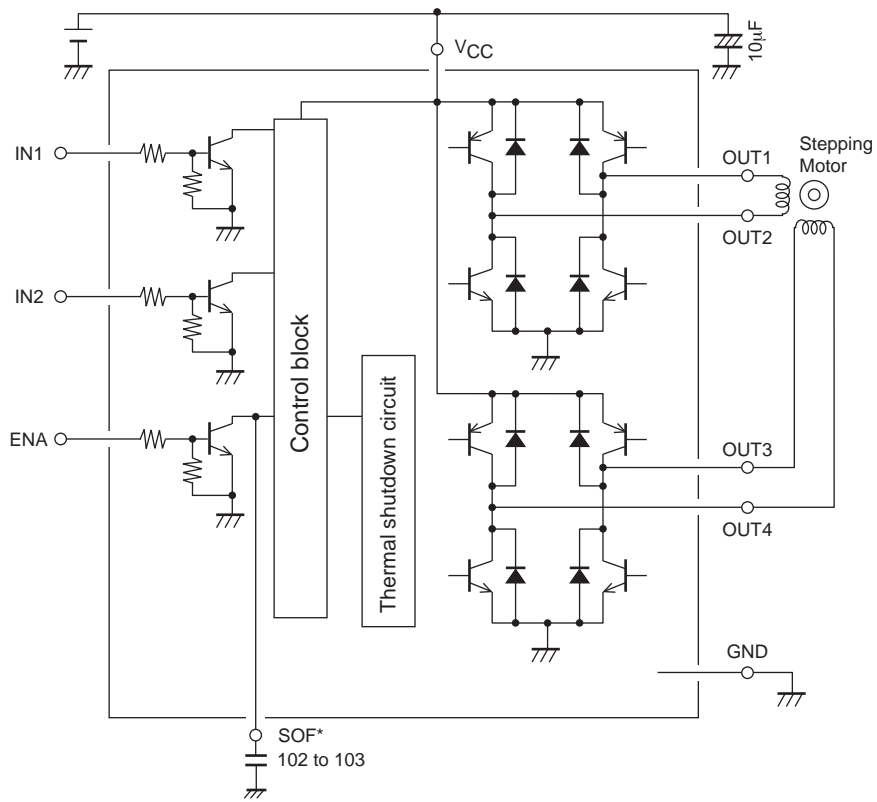 VCC
10μF
IN1
OUT1
Stepping
Motor
OUT2
IN2
Control block
Thermal shutdown circuit
ENA
OUT3
OUT4
GND
SOF*
102 to 103